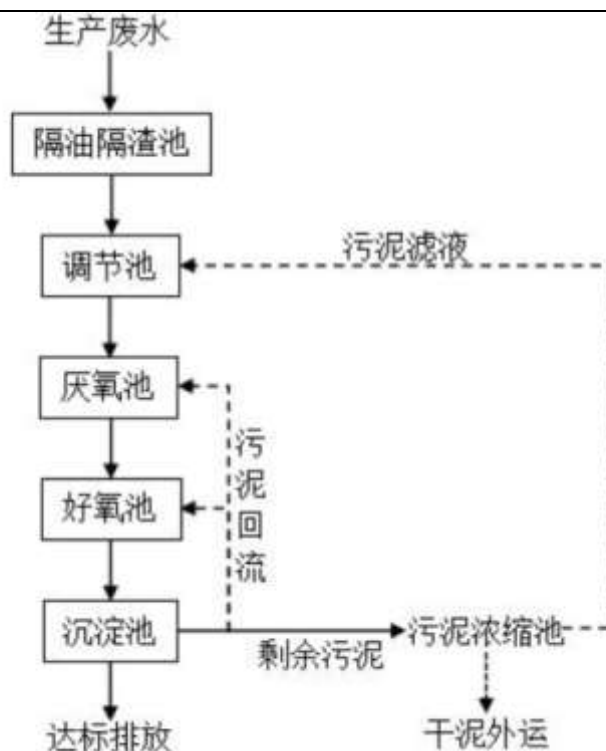 生产废水
隔油隔渣池
调节池
污泥滤液
厌氧池
污泥回流
好氧池
沉淀池
剩余污泥
污泥浓缩池
达标排放
干泥外运